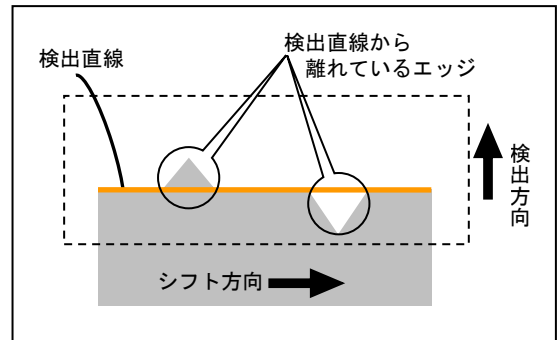 検出直線
検出直線から
離れているエッジ
検出方向
シフト方向